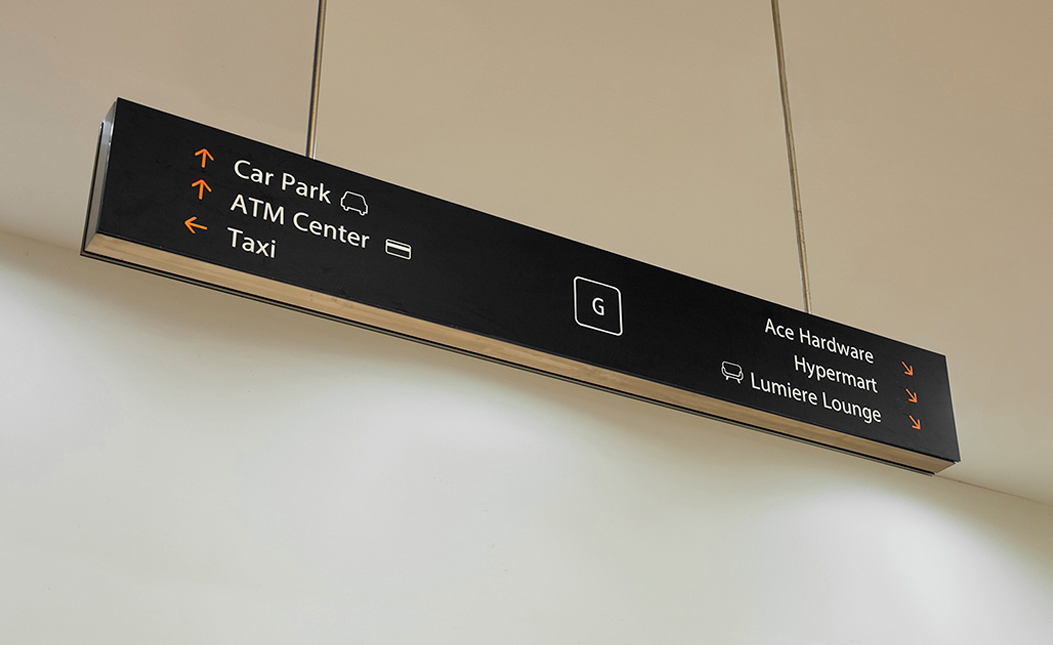 Car Park
ATM Center
Taxi
G
Ace Hardware
Hypermart
Lumiere Lounge